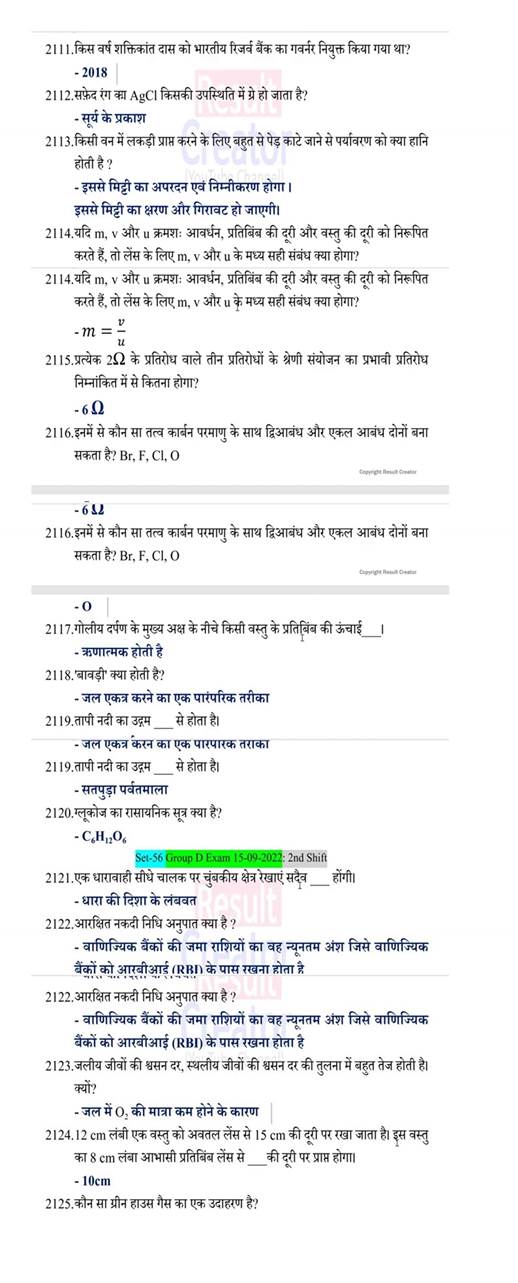 2111.किस वर्ष शक्तिकांत दास को भारतीय रिजर्व बैंक का गवर्नर नियुक्त किया गया था?
- 2018
2112.सफ़ेद रंग का AgCl किसकी उपस्थिति में ग्रे हो जाता है?
- सूर्य के प्रकाश
2113.किसी वन में लकड़ी प्राप्त करने के लिए बहुत से पेड़ काटे जाने से पर्यावरण को क्या हानि
होती है ?
- इससे मिट्टी का अपरदन एवं निम्नीकरण होगा।
इससे मिट्टी का क्षरण और गिरावट हो जाएगी।
2114.यदि m, v और u क्रमशः आवर्धन, प्रतिबिंब की दूरी और वस्तु की दूरी को निरूपित
करते हैं, तो लेंस के लिए m, v और u के मध्य सही संबंध क्या होगा?
2114.यदि m, v और u क्रमशः आवर्धन, प्रतिबिंब की दूरी और वस्तु की दूरी को निरूपित
करते हैं, तो लेंस के लिए m, v और u के मध्य सही संबंध क्या होगा?
- m = v/u
2115.प्रत्येक 2Ω के प्रतिरोध वाले तीन प्रतिरोधों के श्रेणी संयोजन का प्रभावी प्रतिरोध
निम्नांकित में से कितना होगा?
- 6 Ω
2116.इनमें से कौन सा तत्व कार्बन परमाणु के साथ द्विआबंध और एकल आबंध दोनों बना
सकता है? Br, F, Cl, O
Copyright Result Creator
- 6 Ω
2116.इनमें से कौन सा तत्व कार्बन परमाणु के साथ द्विआबंध और एकल आबंध दोनों बना
सकता है? Br, F, Cl, O
Copyright Result Creator
- O
2117.गोलीय दर्पण के मुख्य अक्ष के नीचे किसी वस्तु के प्रतिबिंब की ऊंचाई___।
- ऋणात्मक होती है
2118.'बावड़ी' क्या होती है?
- जल एकत्र करने का एक पारंपरिक तरीका
2119.तापी नदी का उद्गम ___ से होता है।
- जल एकत्र करने का एक पारंपरिक तरीका
2119.तापी नदी का उद्गम ___ से होता है।
- सतपुड़ा पर्वतमाला
2120.ग्लूकोज का रासायनिक सूत्र क्या है?
- C₆H₁₂O₆
Set-56 Group D Exam 15-09-2022: 2nd Shift
2121.एक धारावाही सीधे चालक पर चुंबकीय क्षेत्र रेखाएं सदैव ___ होंगी।
- धारा की दिशा के लंबवत
2122.आरक्षित नकदी निधि अनुपात क्या है ?
- वाणिज्यिक बैंकों की जमा राशियों का वह न्यूनतम अंश जिसे वाणिज्यिक
बैंकों को आरबीआई (RBI) के पास रखना होता है
2122.आरक्षित नकदी निधि अनुपात क्या है ?
- वाणिज्यिक बैंकों की जमा राशियों का वह न्यूनतम अंश जिसे वाणिज्यिक
बैंकों को आरबीआई (RBI) के पास रखना होता है
2123.जलीय जीवों की श्वसन दर, स्थलीय जीवों की श्वसन दर की तुलना में बहुत तेज होती है।
क्यों?
- जल में O₂ की मात्रा कम होने के कारण
2124.12 cm लंबी एक वस्तु को अवतल लेंस से 15 cm की दूरी पर रखा जाता है। इस वस्तु
का 8 cm लंबा आभासी प्रतिबिंब लेंस से ___की दूरी पर प्राप्त होगा।
- 10cm
2125.कौन सा ग्रीन हाउस गैस का एक उदाहरण है?